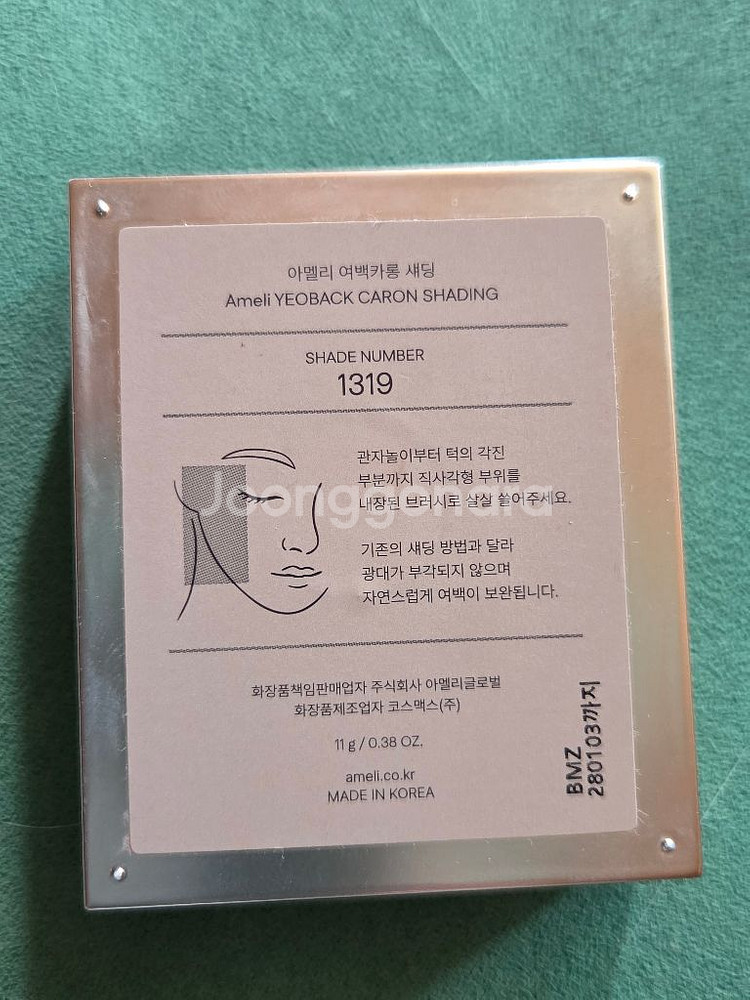 아멜리 여백카롱 섀딩
Ameli YEOBACK CARON SHADING
SHADE NUMBER
1319
관자놀이부터 턱의 각진
부분까지 직사각형 부위를
내장된 브러시로 살살 쓸어주세요.
기존의 섀딩 방법과 달라
광대가 부각되지 않으며
자연스럽게 여백이 보완됩니다.
Joonggonara
화장품책임판매업자 주식회사 아멜리글로벌
화장품제조업자 코스맥스(주)
11 g / 0.38 OZ.
ameli.co.kr
MADE IN KOREA
BMZ
280103까지